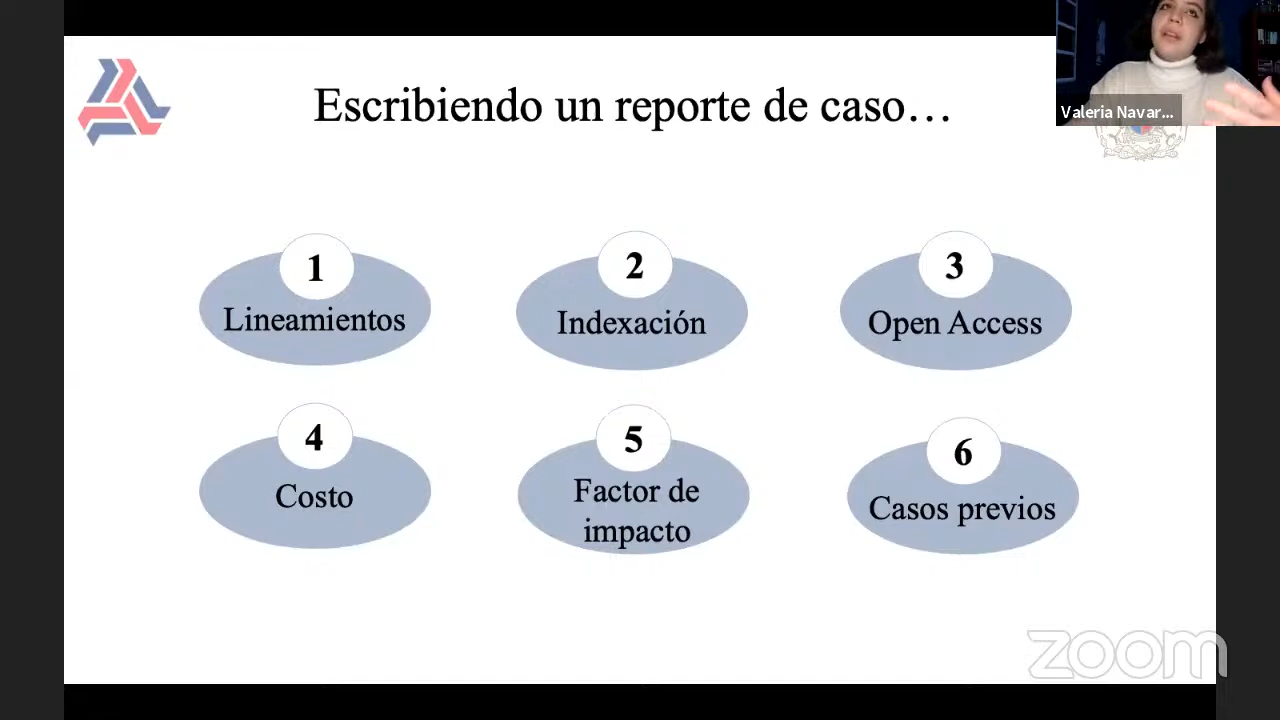 Escribiendo un reporte de caso…
Valeria Navar...
1
Lineamientos
2
Indexación
3
Open Access
4
Costo
5
Factor de
impacto
6
Casos previos
zoom